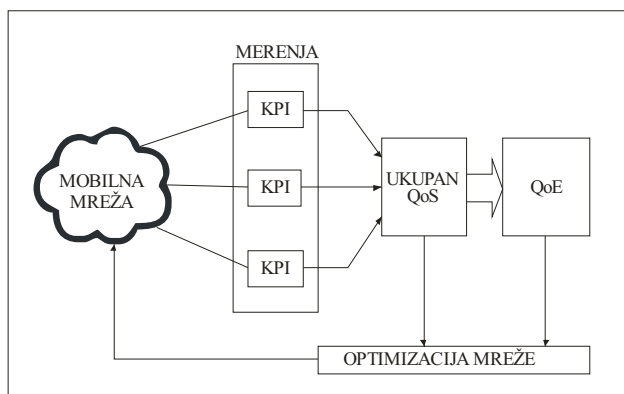 MERENJA
KPI
MOBILNA
MREŽA
KPI
KPI
UKUPAN
QoS
QoE
OPTIMIZACIJA MREŽE